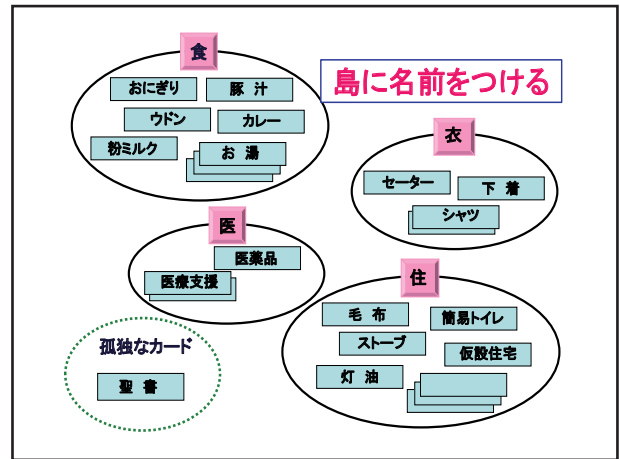 食
島に名前をつける
おにぎり
豚 汁
ウドン
カレー
粉ミルク
お 湯
衣
セーター
下 着
シャツ
医
医薬品
医療支援
住
毛 布
簡易トイレ
ストーブ
仮設住宅
灯 油
孤独なカード
聖 書